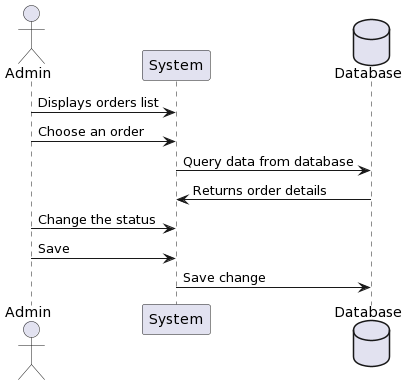 Admin
System
Database
Displays orders list
Choose an order
Query data from database
Returns order details
Change the status
Save
Save change
Admin
System
Database